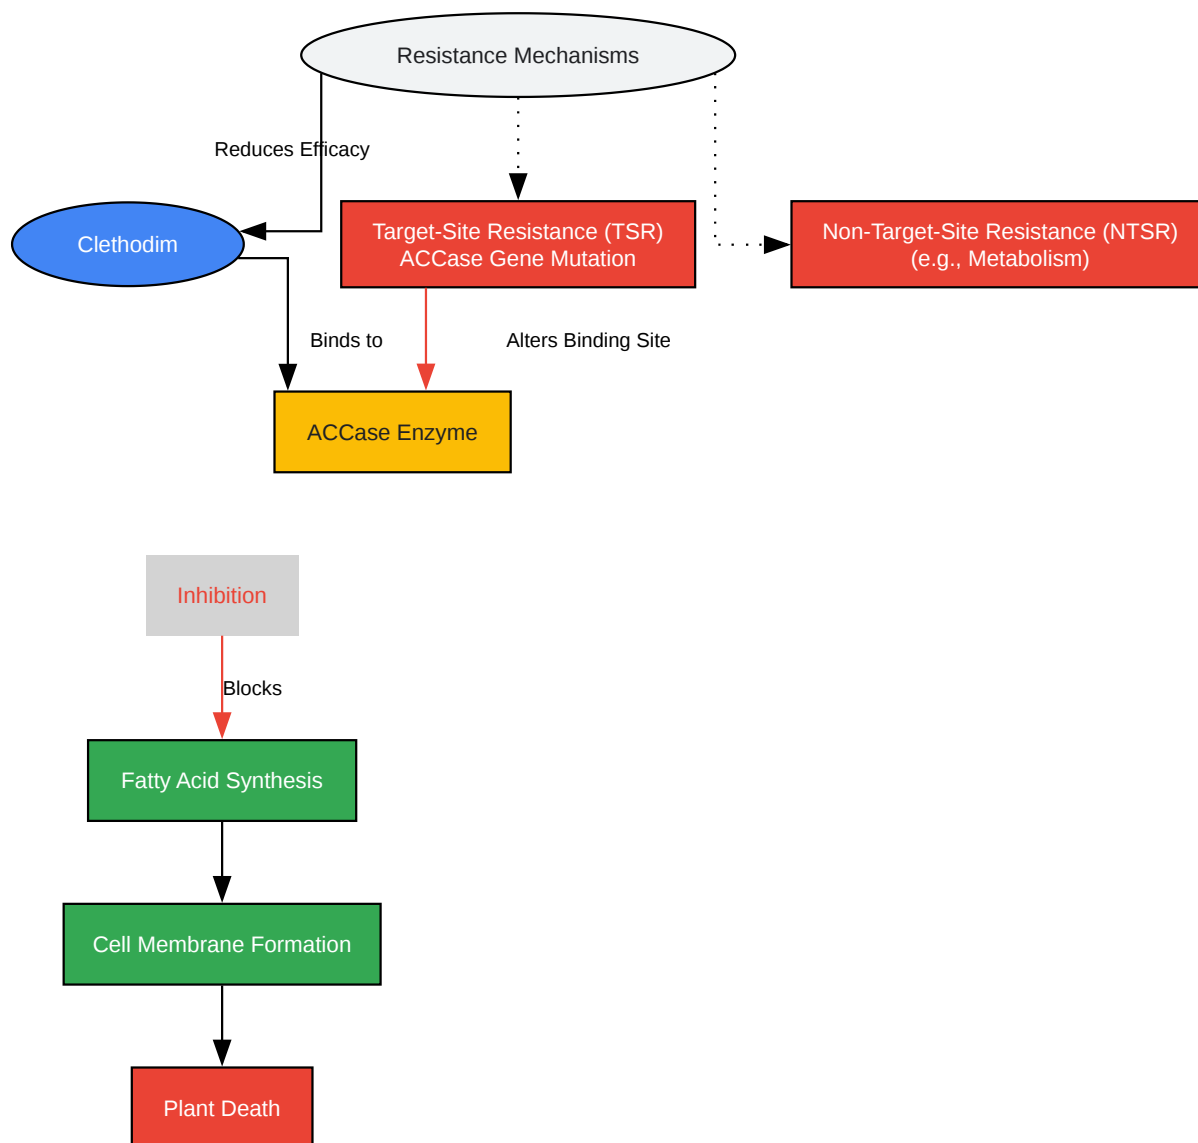 Resistance Mechanisms
Reduces Efficacy
Clethodim
Target-Site Resistance (TSR)
ACCase Gene Mutation
Non-Target-Site Resistance (NTSR)
(e.g., Metabolism)
Binds to
Alters Binding Site
ACCase Enzyme
Inhibition
Blocks
Fatty Acid Synthesis
Cell Membrane Formation
Plant Death